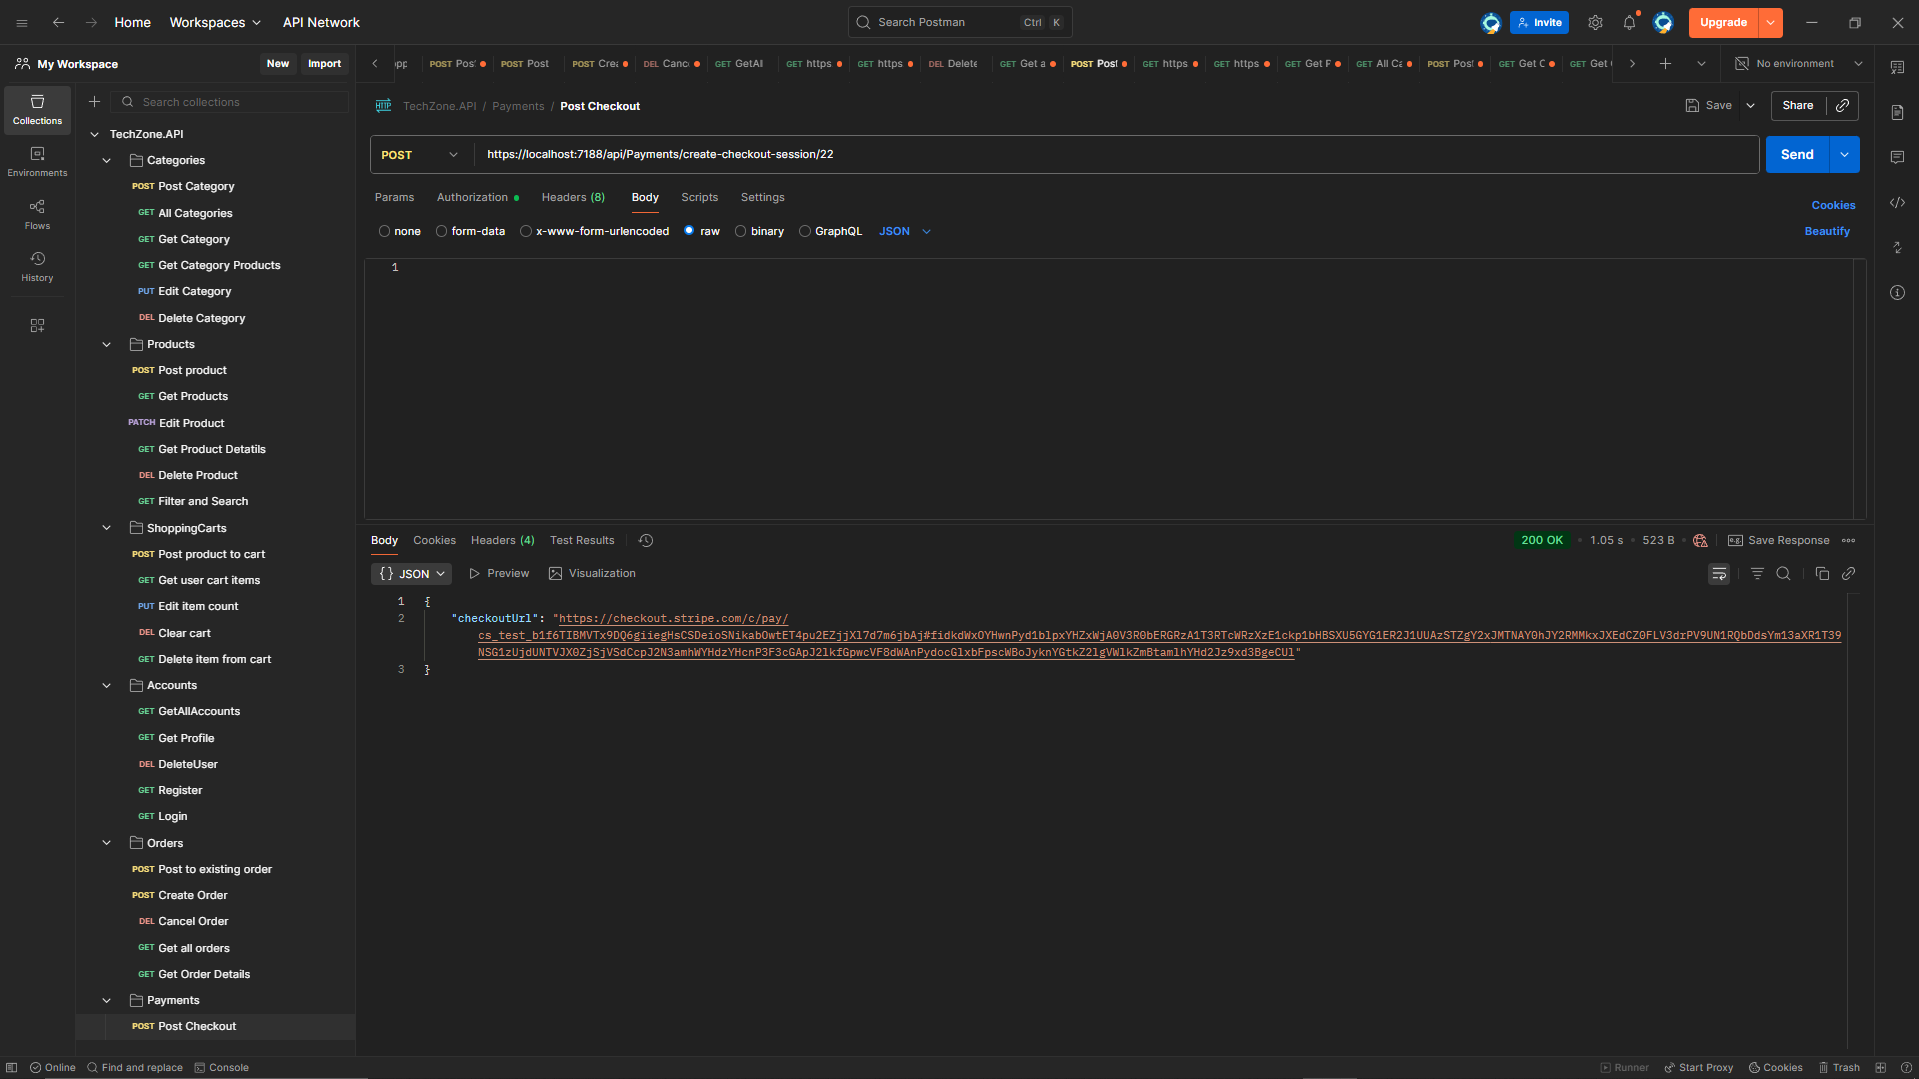 Home
Workspaces
API Network
Search Postman
Ctrl
K
Invite
Upgrade
My Workspace
New
Import
POST Pos
POST Post
POST Crea
DEL Canc
GET GetAl
GET https
GET https
DEL Delete
GET Get a
POST Post
GET https
GET https
GET Get F
GET All Ca
POST Post
GET Get C
GET Get
No environment
Collections
Environments
Flows
History
Search collections
TechZone.API
Categories
POST Post Category
GET All Categories
GET Get Category
GET Get Category Products
PUT Edit Category
DEL Delete Category
Products
POST Post product
GET Get Products
PATCH Edit Product
GET Get Product Detatils
DEL Delete Product
GET Filter and Search
ShoppingCarts
POST Post product to cart
GET Get user cart items
PUT Edit item count
DEL Clear cart
GET Delete item from cart
Accounts
GET GetAllAccounts
GET Get Profile
DEL DeleteUser
GET Register
GET Login
Orders
POST Post to existing order
POST Create Order
DEL Cancel Order
GET Get all orders
GET Get Order Details
Payments
POST Post Checkout
TechZone.API / Payments / Post Checkout
Save
Share
POST
https://localhost:7188/api/Payments/create-checkout-session/22
Send
Params
Authorization
Headers (8)
Body
Scripts
Settings
Cookies
none
form-data
x-www-form-urlencoded
raw
binary
GraphQL
JSON
Beautify
1
Body
Cookies
Headers (4)
Test Results
200 OK
1.05 s
523 B
Save Response
{} JSON
Preview
Visualization
1 {
2 "checkoutUrl": "https://checkout.stripe.com/c/pay/
3 }
Online
Find and replace
Console
Runner
Start Proxy
Cookies
Trash